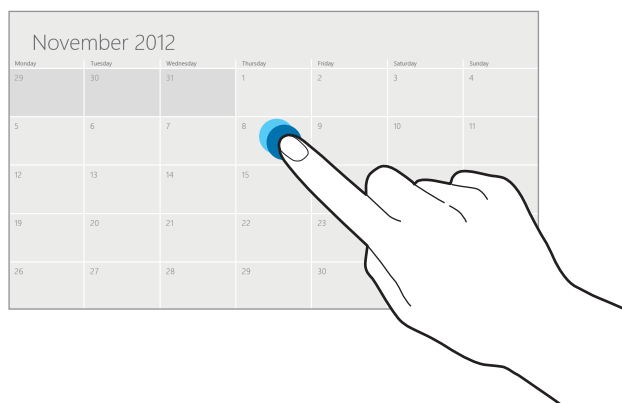 November 2012
Monday Tuesday Wednesday Thursday Friday Saturday Sunday
29 30 31 1 2 3 4
5 6 7 8 9 10 11
12 13 14 15
19 20 21 22 23
26 27 28 29 30